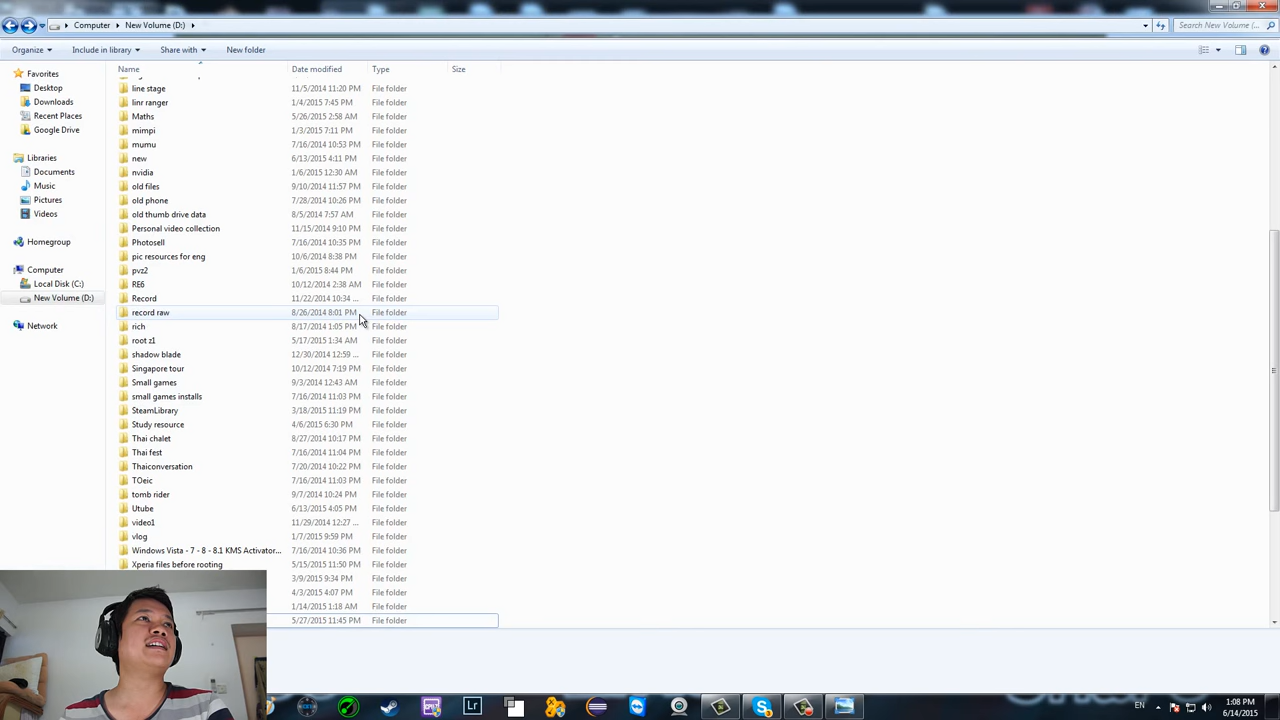 Computer New Volume (D:) Search New Volume (
Organize Include in library Share with New folder
Name Date modified Type Size
Favorites
Desktop
Downloads
Recent Places
Google Drive
Libraries
Documents
Music
Pictures
Videos
Homegroup
Computer
Local Disk (C:)
New Volume (D:)
Network
line stage 11/5/2014 11:20 PM File folder
linr ranger 1/4/2015 7:45 PM File folder
Maths 5/26/2015 2:58 AM File folder
mimpi 1/3/2015 7:11 PM File folder
mumu 7/16/2014 10:53 PM File folder
new 6/13/2015 4:11 PM File folder
nvidia 1/6/2015 12:30 AM File folder
old files 9/10/2014 11:57 PM File folder
old phone 7/28/2014 10:26 PM File folder
old thumb drive data 8/5/2014 7:57 AM File folder
Personal video collection 11/15/2014 9:10 PM File folder
Photosell 7/16/2014 10:35 PM File folder
pic resources for eng 10/6/2014 8:38 PM File folder
pvz2 1/6/2015 8:44 PM File folder
RE6 10/12/2014 2:38 AM File folder
Record 11/22/2014 10:34 ... File folder
record raw 8/26/2014 8:01 PM File folder
rich 8/17/2014 1:05 PM File folder
root z1 5/17/2015 1:34 AM File folder
shadow blade 12/30/2014 12:59 ... File folder
Singapore tour 10/12/2014 7:19 PM File folder
Small games 9/3/2014 12:43 AM File folder
small games installs 7/16/2014 11:03 PM File folder
SteamLibrary 3/18/2015 11:19 PM File folder
Study resource 4/6/2015 6:30 PM File folder
Thai chalet 8/27/2014 10:17 PM File folder
Thai fest 7/16/2014 11:04 PM File folder
Thaiconversation 7/20/2014 10:22 PM File folder
TOeic 7/16/2014 11:03 PM File folder
tomb rider 9/7/2014 10:24 PM File folder
Utube 6/13/2015 4:05 PM File folder
video1 11/29/2014 12:27 ... File folder
vlog 1/7/2015 9:59 PM File folder
Windows Vista - 7 - 8 - 8.1 KMS Activator... 7/16/2014 10:36 PM File folder
Xperia files before rooting 5/15/2015 11:50 PM File folder
3/9/2015 9:34 PM File folder
4/3/2015 4:07 PM File folder
1/14/2015 1:18 AM File folder
5/27/2015 11:45 PM File folder
Lr
EN
1:08 PM
6/14/2015